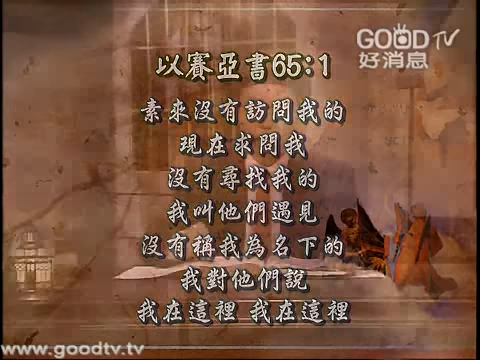 GOOD TV
好消息
以賽亞書65:1
素來沒有訪問我的
現在求問我
沒有尋找我的
我叫他們遇見
沒有稱我為名下的
我對他們說
我在這裡 我在這裡
www.goodtv.tv